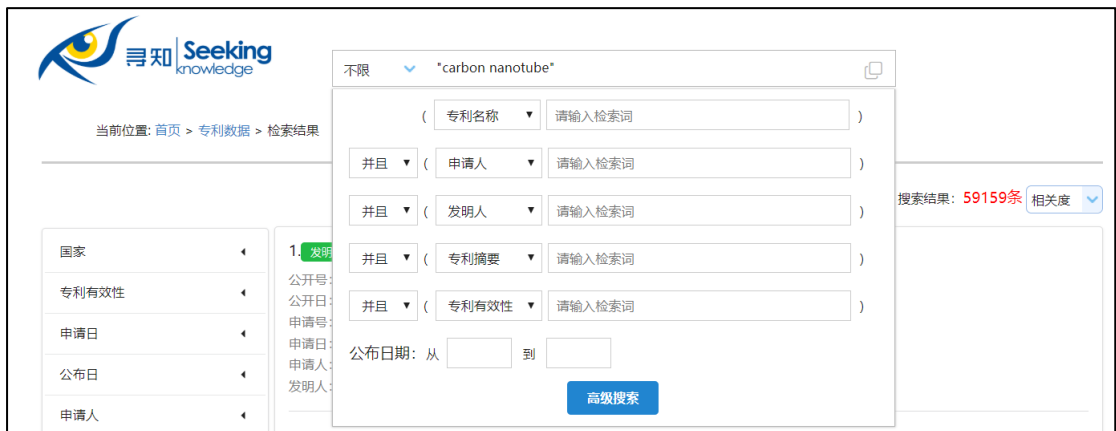 寻知 Seeking
knowledge
不限 "carbon nanotube"
当前位置: 首页 > 专利数据 > 检索结果
( 专利名称 请输入检索词 )
并且 ( 申请人 请输入检索词 )
并且 ( 发明人 请输入检索词 )
并且 ( 专利摘要 请输入检索词 )
并且 ( 专利有效性 请输入检索词 )
公布日期: 从 到
高级搜索
搜索结果: 59159条 相关度
国家
专利有效性
申请日
公布日
申请人
1. 发明
公开号:
公开日:
申请号:
申请日:
申请人:
发明人: